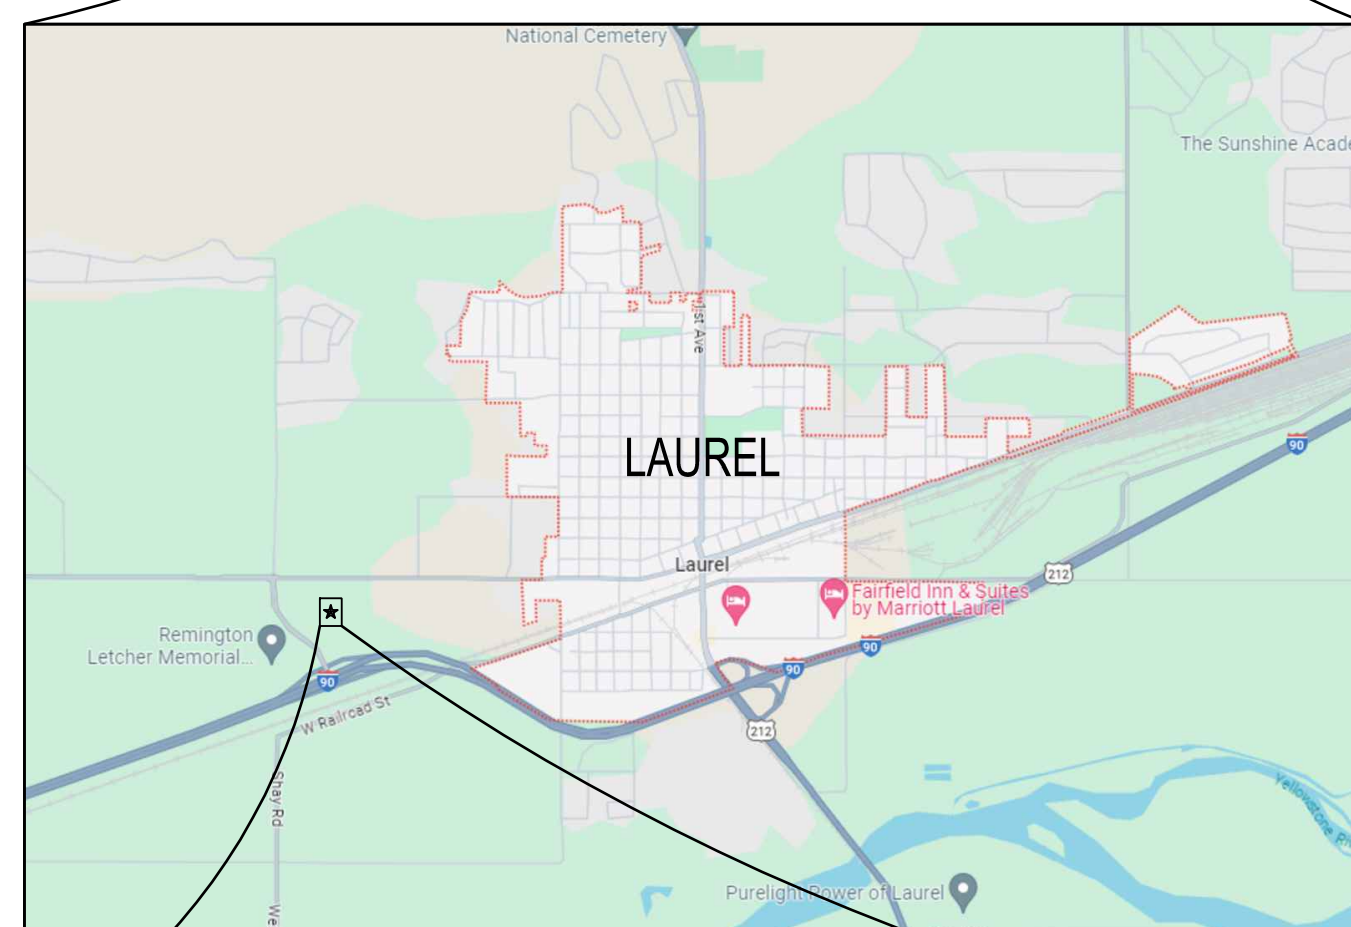 National Cemetery
The Sunshine Acade
1st Ave
LAUREL
90
Laurel
212
Fairfield Inn & Suites
by Marriott Laurel
Remington
Letcher Memorial...
90
90
90
W Railroad St
212
Shay Rd
Yellowstone Ri
Purelight Power of Laurel
We